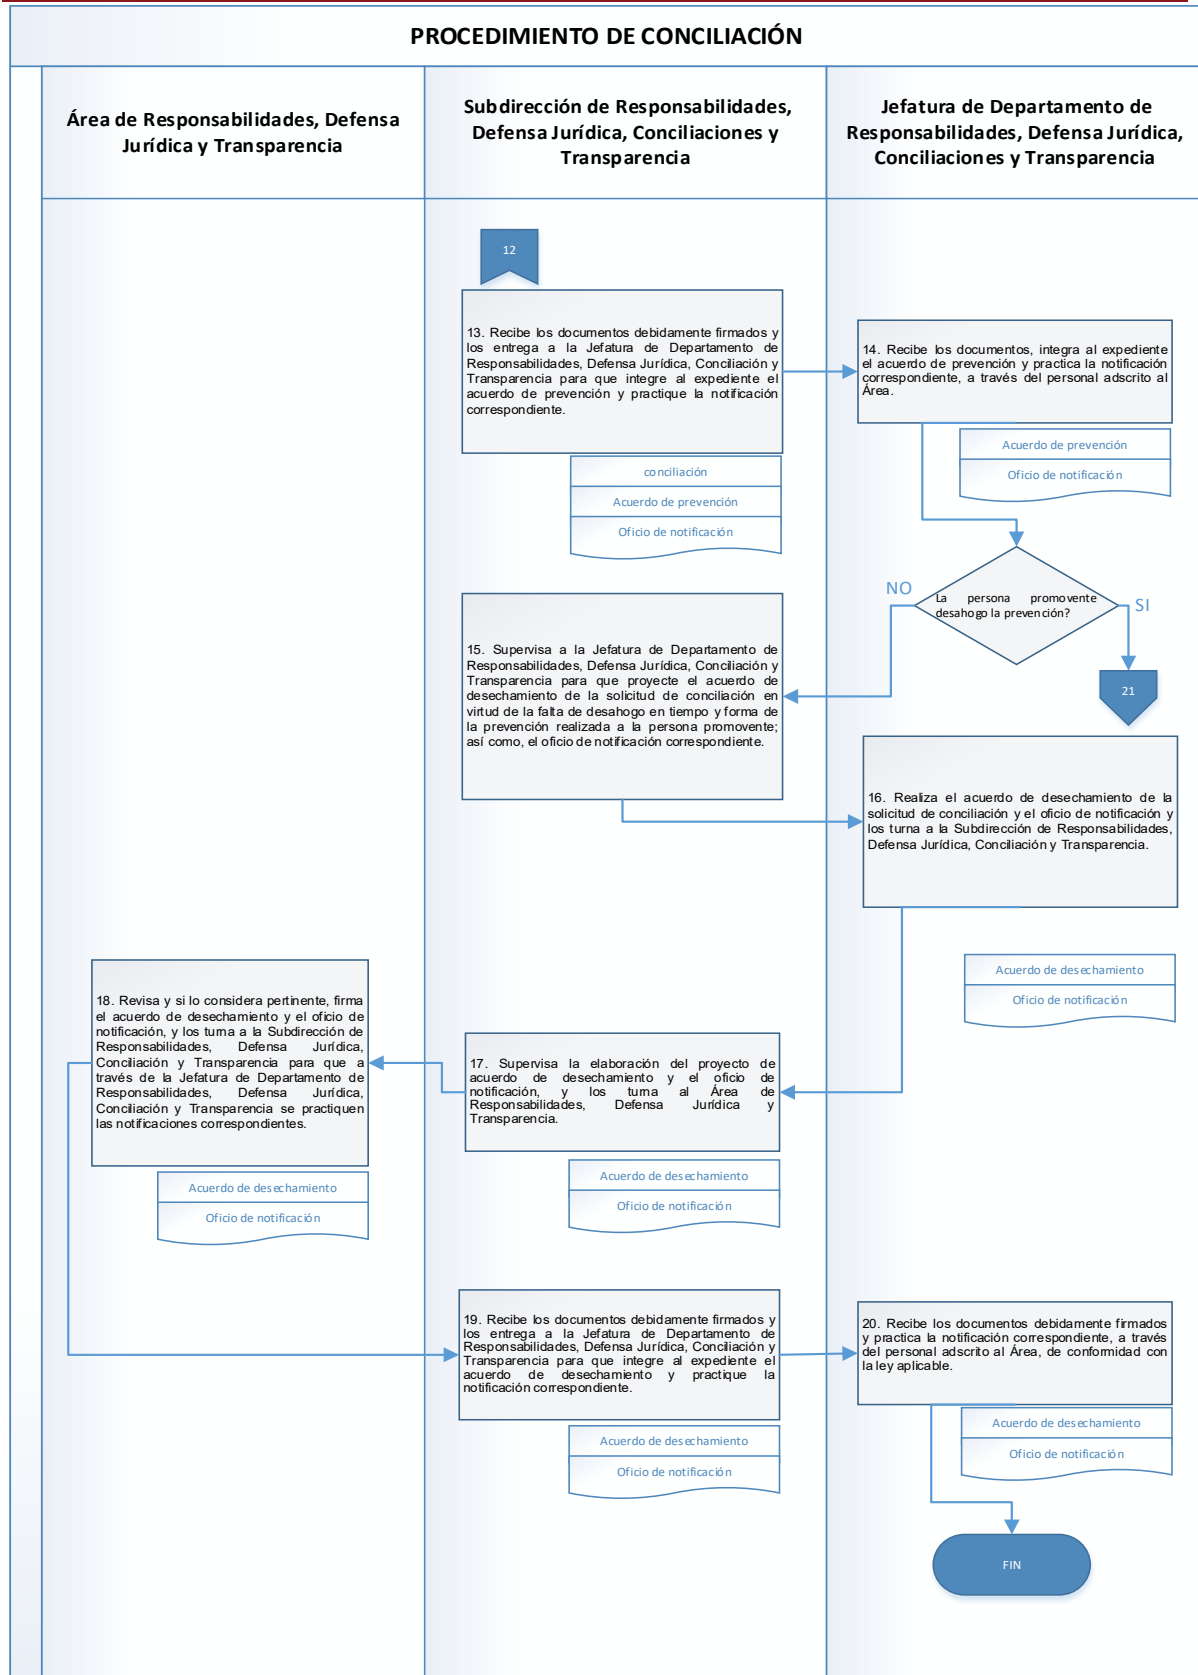 PROCEDIMIENTO DE CONCILIACIÓN
Área de Responsabilidades, Defensa
Jurídica y Transparencia
Subdirección de Responsabilidades,
Defensa Jurídica, Conciliaciones y
Transparencia
Jefatura de Departamento de
Responsabilidades, Defensa Jurídica,
Conciliaciones y Transparencia
12
13. Recibe los documentos debidamente firmados y
los entrega a la Jefatura de Departamento de
Responsabilidades, Defensa Jurídica, Conciliación y
Transparencia para que integre al expediente el
acuerdo de prevención y practique la notificación
correspondiente.
conciliación
Acuerdo de prevención
Oficio de notificación
14. Recibe los documentos, integra al expediente
el acuerdo de prevención y practica la notificación
correspondiente, a través del personal adscrito al
Área.
Acuerdo de prevención
Oficio de notificación
La persona promovente
desahogo la prevención?
NO
SI
21
15. Supervisa a la Jefatura de Departamento de
Responsabilidades, Defensa Jurídica, Conciliación y
Transparencia para que proyecte el acuerdo de
desechamiento de la solicitud de conciliación en
virtud de la falta de desahogo en tiempo y forma de
la prevención realizada a la persona promovente;
así como, el oficio de notificación correspondiente.
16. Realiza el acuerdo de desechamiento de la
solicitud de conciliación y el oficio de notificación y
los turna a la Subdirección de Responsabilidades,
Defensa Jurídica, Conciliación y Transparencia.
Acuerdo de desechamiento
Oficio de notificación
17. Supervisa la elaboración del proyecto de
acuerdo de desechamiento y el oficio de
notificación, y los turna al Área de
Responsabilidades, Defensa Jurídica y
Transparencia.
Acuerdo de desechamiento
Oficio de notificación
18. Revisa y si lo considera pertinente, firma
el acuerdo de desechamiento y el oficio de
notificación, y los turna a la Subdirección de
Responsabilidades, Defensa Jurídica,
Conciliación y Transparencia para que a
través de la Jefatura de Departamento de
Responsabilidades, Defensa Jurídica,
Conciliación y Transparencia se practiquen
las notificaciones correspondientes.
Acuerdo de desechamiento
Oficio de notificación
19. Recibe los documentos debidamente firmados y
los entrega a la Jefatura de Departamento de
Responsabilidades, Defensa Jurídica, Conciliación y
Transparencia para que integre al expediente el
acuerdo de desechamiento y practique la
notificación correspondiente.
Acuerdo de desechamiento
Oficio de notificación
20. Recibe los documentos debidamente firmados
y practica la notificación correspondiente, a través
del personal adscrito al Área, de conformidad con
la ley aplicable.
Acuerdo de desechamiento
Oficio de notificación
FIN